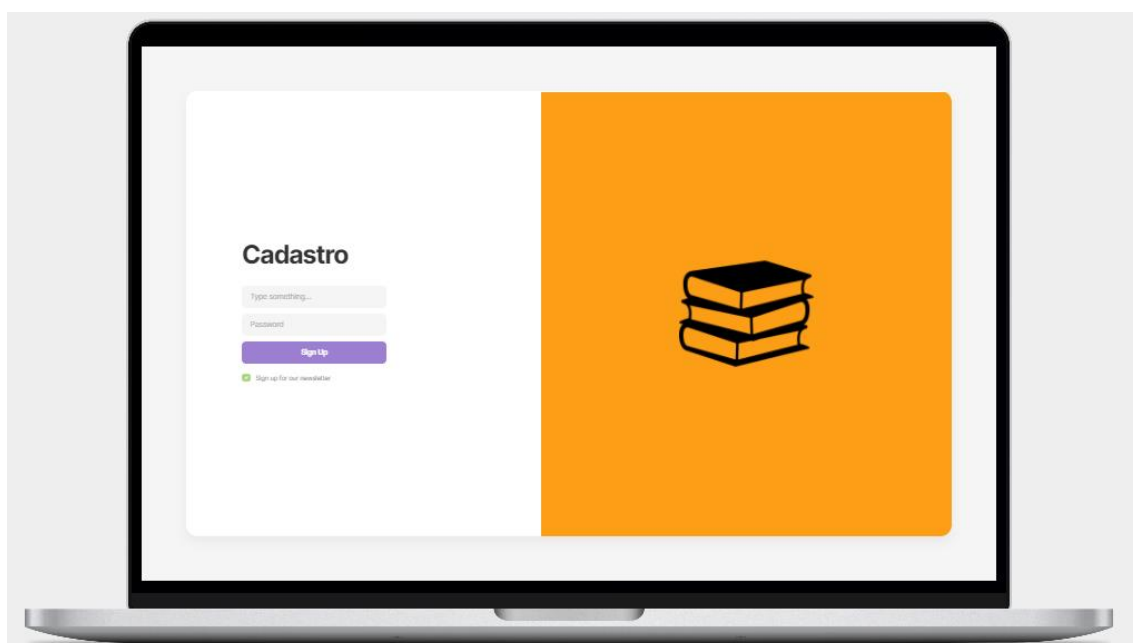 Cadastro
Type something...
Password
Sign Up
Sign up for our newsletter